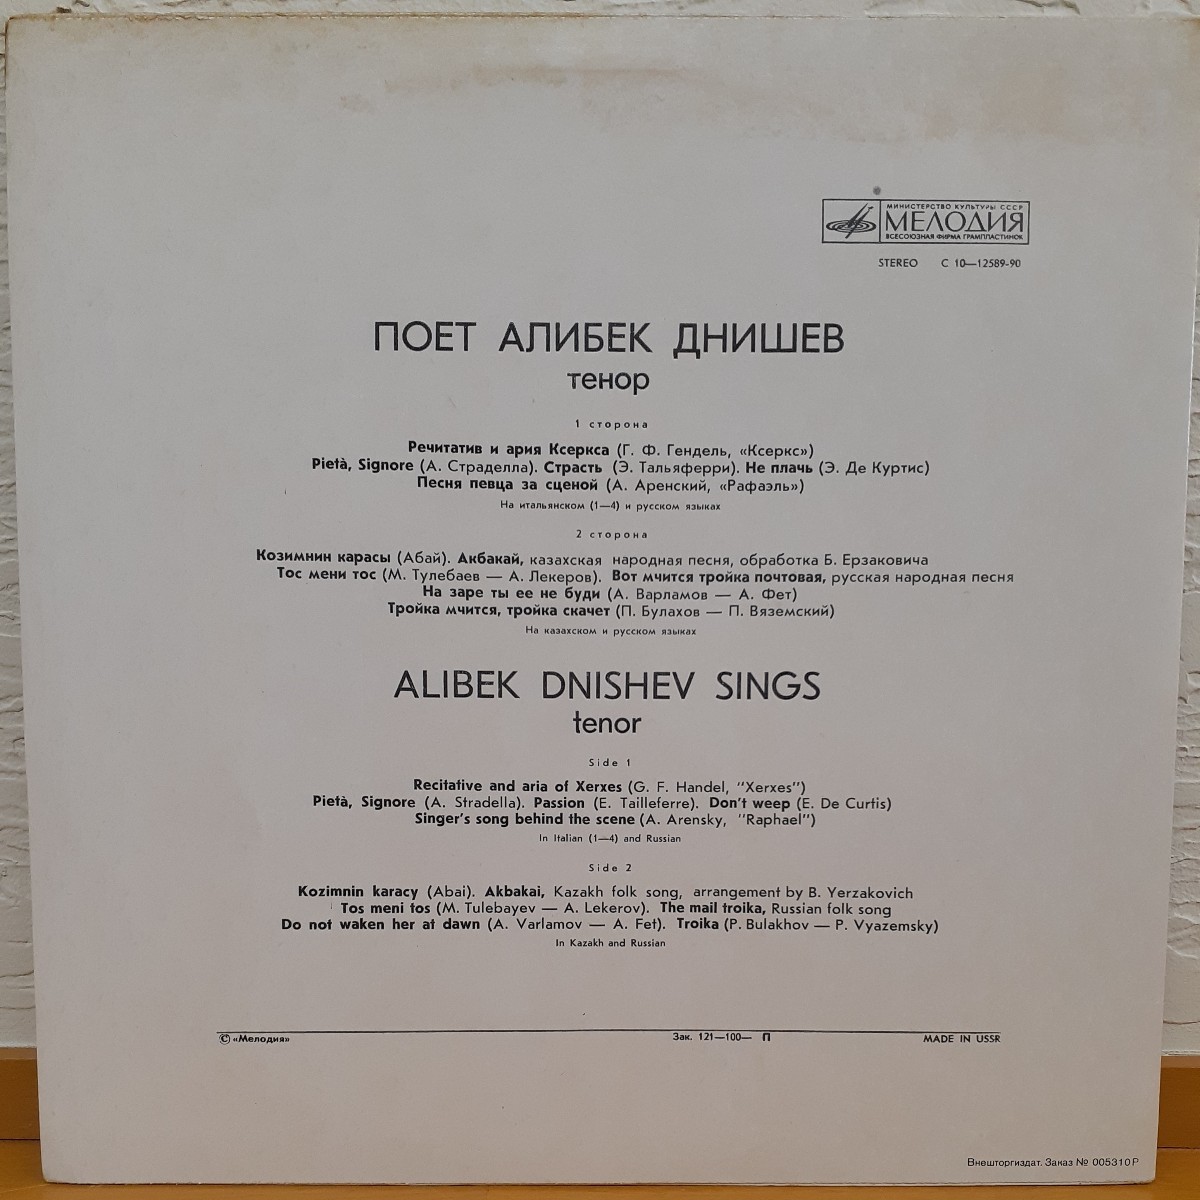 МИНИСТЕРСТВО КУЛЬТУРЫ СССР
МЕЛОДИЯ
ВСЕСОЮЗНАЯ ФИРМА ГРАМПЛАСТИНОК
STEREO С 10—12589-90
ПОЕТ АЛИБЕК ДНИШЕВ
тенор
1 сторона
Речитатив и ария Ксеркса (Г. Ф. Гендель, «Ксеркс»)
Pietà, Signore (А. Страделла). Страсть (Э. Тальяферри). Не плачь (Э. Де Куртис)
Песня певца за сценой (А. Аренский, «Рафаэль»)
На итальянском (1—4) и русском языках
2 сторона
Козимнин карасы (Абай). Акбакай, казахская народная песня, обработка Б. Ерзаковича
Тос мени тос (М. Тулебаев — А. Лекеров). Вот мчится тройка почтовая, русская народная песня
На заре ты ее не буди (А. Варламов — А. Фет)
Тройка мчится, тройка скачет (П. Булахов — П. Вяземский)
На казахском и русском языках
ALIBEK DNISHEV SINGS
tenor
Side 1
Recitative and aria of Xerxes (G. F. Handel, "Xerxes")
Pietà, Signore (A. Stradella). Passion (E. Tailleferre). Don't weep (E. De Curtis)
Singer's song behind the scene (A. Arensky, "Raphael")
In Italian (1—4) and Russian
Side 2
Kozimnin karacy (Abai). Akbakai, Kazakh folk song, arrangement by B. Yerzakovich
Tos meni tos (M. Tulebayev — A. Lekerov). The mail troika, Russian folk song
Do not waken her at dawn (A. Varlamov — A. Fet). Troika (P. Bulakhov — P. Vyazemsky)
In Kazakh and Russian
© «Мелодия» Зак. 121—100— П MADE IN USSR
Внешторгиздат. Заказ № 005310Р